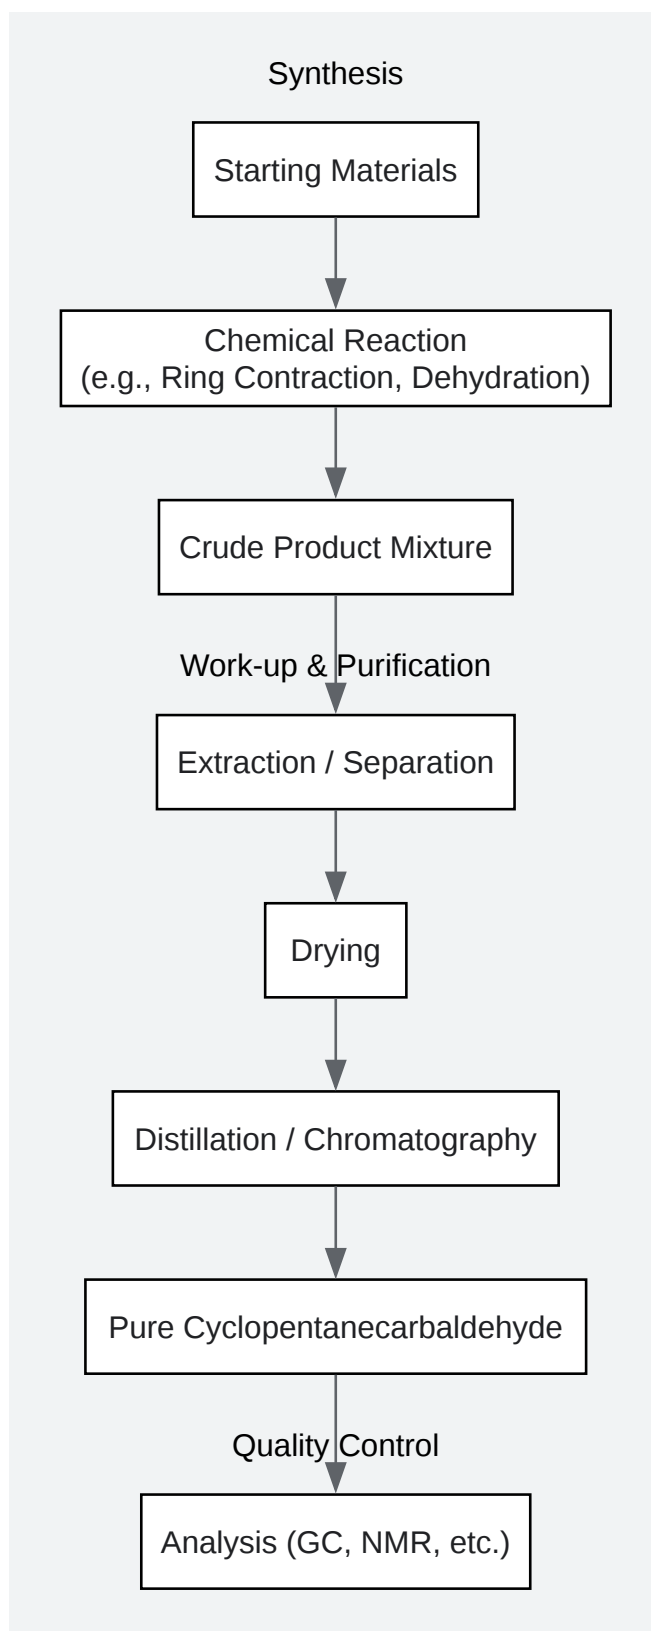 Synthesis
Starting Materials
Chemical Reaction
(e.g., Ring Contraction, Dehydration)
Crude Product Mixture
Work-up & Purification
Extraction / Separation
Drying
Distillation / Chromatography
Pure Cyclopentanecarbaldehyde
Quality Control
Analysis (GC, NMR, etc.)